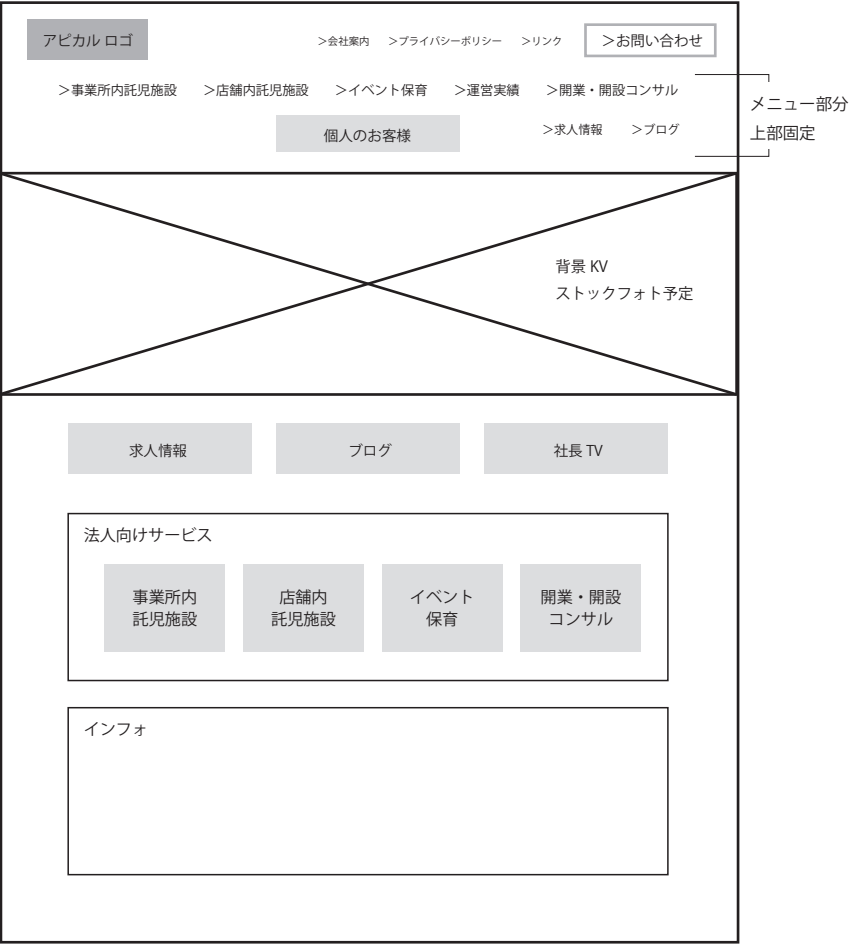 アピカル ロゴ
＞会社案内 ＞プライバシーポリシー ＞リンク ＞お問い合わせ
＞事業所内託児施設 ＞店舗内託児施設 ＞イベント保育 ＞運営実績 ＞開業・開設コンサル
メニュー部分
上部固定
個人のお客様 ＞求人情報 ＞ブログ
背景 KV
ストックフォト予定
求人情報 ブログ 社長 TV
法人向けサービス
事業所内
託児施設
店舗内
託児施設
イベント
保育
開業・開設
コンサル
インフォ